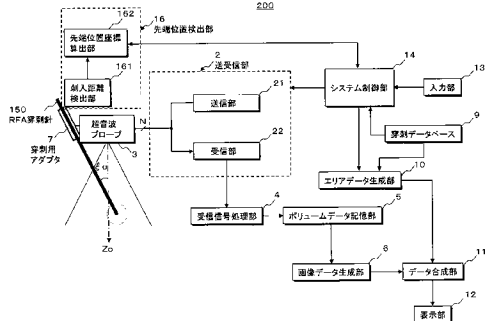 200
162
16
先端位置検出部
先端位置座標
算出部
2
送受信部
14
13
161
刺入距離
検出部
21
送信部
システム制御部
入力部
150
RFA穿刺針
N
9
超音波
プローブ
22
受信部
穿刺データベース
7
穿刺用
アダプタ
3
10
エリアデータ生成部
4
受信信号処理部
5
ボリュームデータ記憶部
Zo
6
画像データ生成部
11
データ合成部
12
表示部